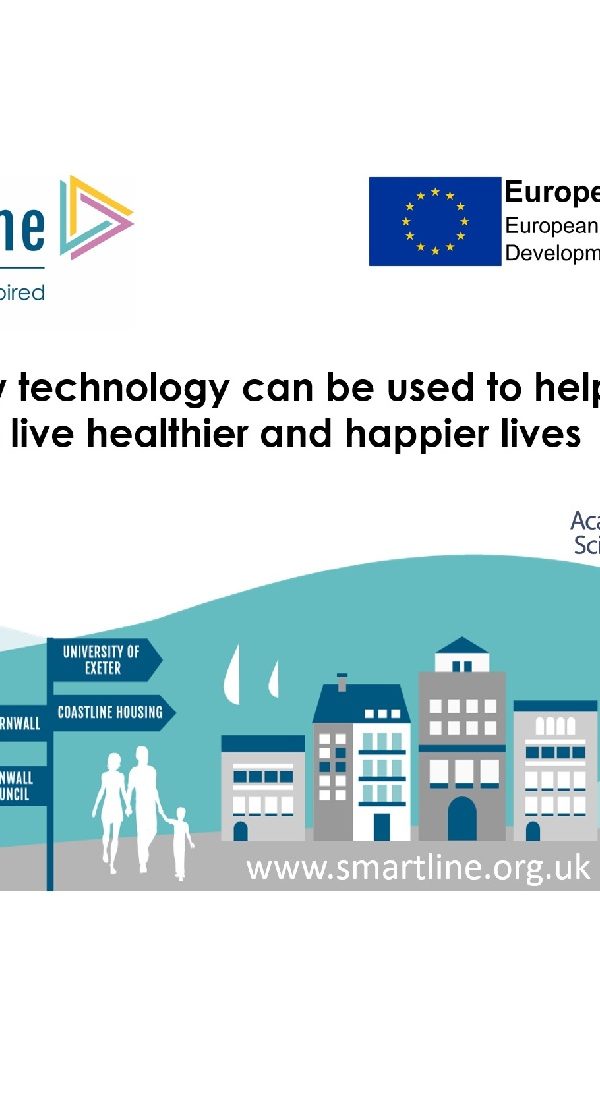 ne
pired
Europe
European
Developm
y technology can be used to help
live healthier and happier lives
Aca
Sci
UNIVERSITY OF
EXETER
COASTLINE HOUSING
RNWALL
NWALL
UNCIL
www.smartline.org.uk